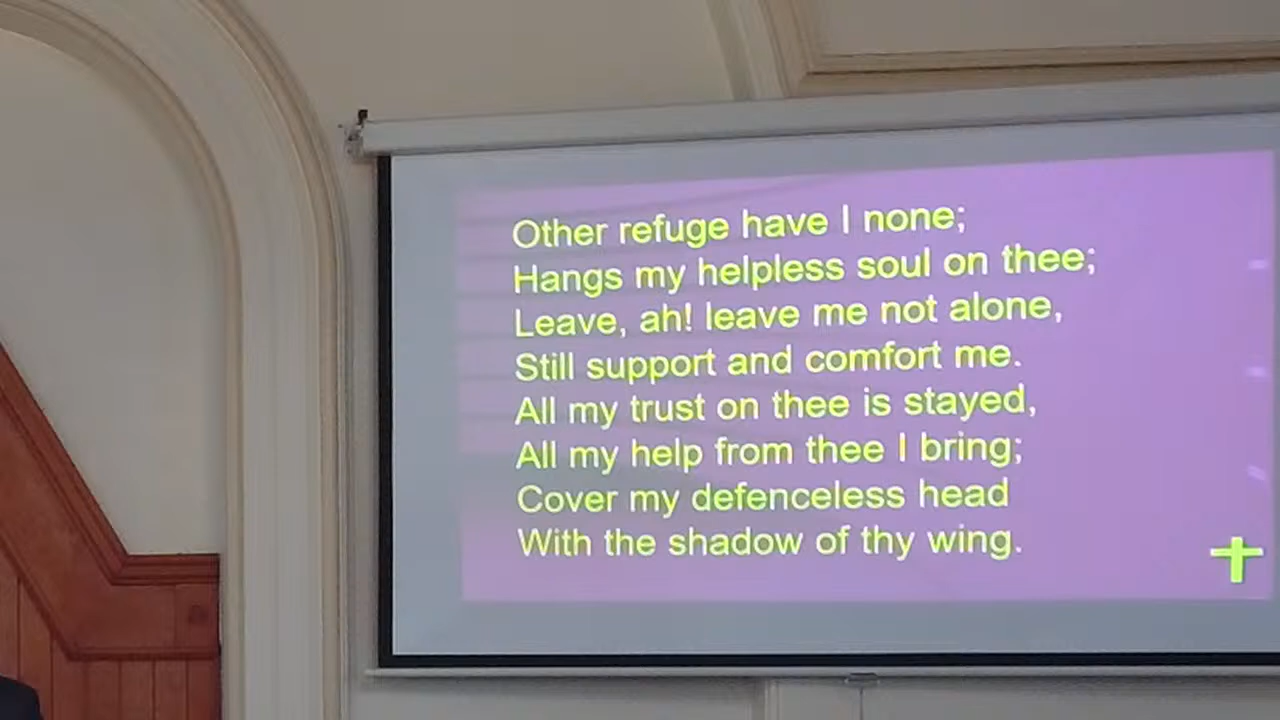 Other refuge have I none;
Hangs my helpless soul on thee;
Leave, ah! leave me not alone,
Still support and comfort me.
All my trust on thee is stayed,
All my help from thee I bring;
Cover my defenceless head
With the shadow of thy wing.